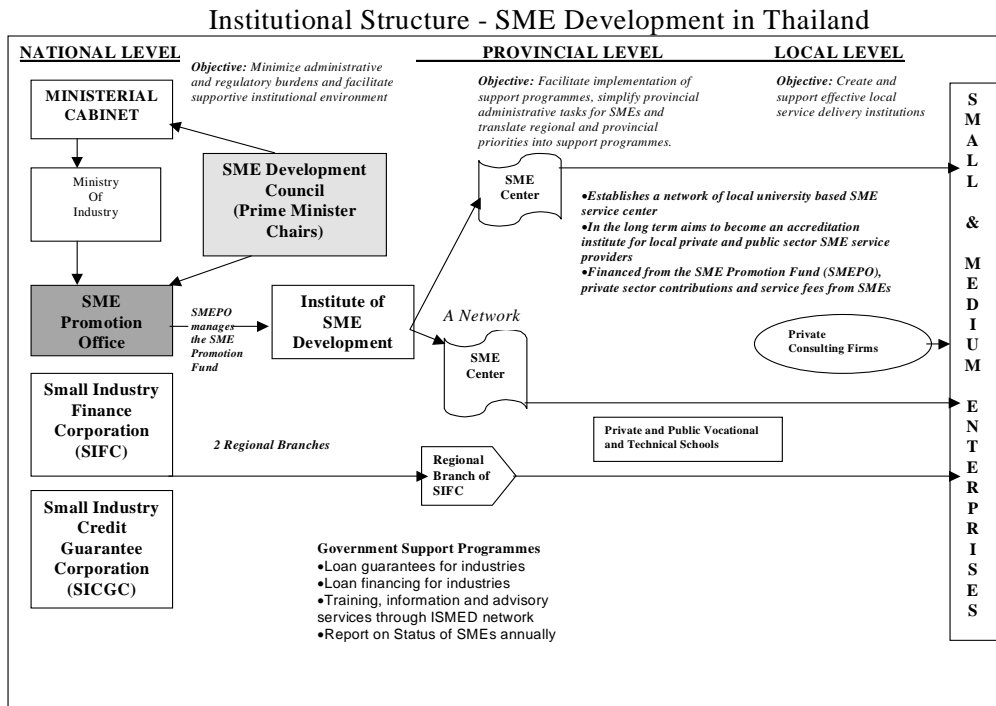 Institutional Structure - SME Development in Thailand
NATIONAL LEVEL
PROVINCIAL LEVEL
LOCAL LEVEL
Objective: Minimize administrative
and regulatory burdens and facilitate
supportive institutional environment
Objective: Facilitate implementation of
support programmes, simplify provincial
administrative tasks for SMEs and
translate regional and provincial
priorities into support programmes.
Objective: Create and
support effective local
service delivery institutions
MINISTERIAL
CABINET
Ministry
Of
Industry
SME Development
Council
(Prime Minister
Chairs)
SME
Center
•Establishes a network of local university based SME
service center
•In the long term aims to become an accreditation
institute for local private and public sector SME service
providers
•Financed from the SME Promotion Fund (SMEPO),
private sector contributions and service fees from SMEs
SME
Promotion
Office
SMEPO
manages
the SME
Promotion
Fund
Institute of
SME
Development
A Network
SME
Center
Private
Consulting Firms
Small Industry
Finance
Corporation
(SIFC)
2 Regional Branches
Private and Public Vocational
and Technical Schools
Regional
Branch of
SIFC
Small Industry
Credit
Guarantee
Corporation
(SICGC)
Government Support Programmes
•Loan guarantees for industries
•Loan financing for industries
•Training, information and advisory
services through ISMED network
•Report on Status of SMEs annually
SMALL & MEDIUM ENTERPRISES